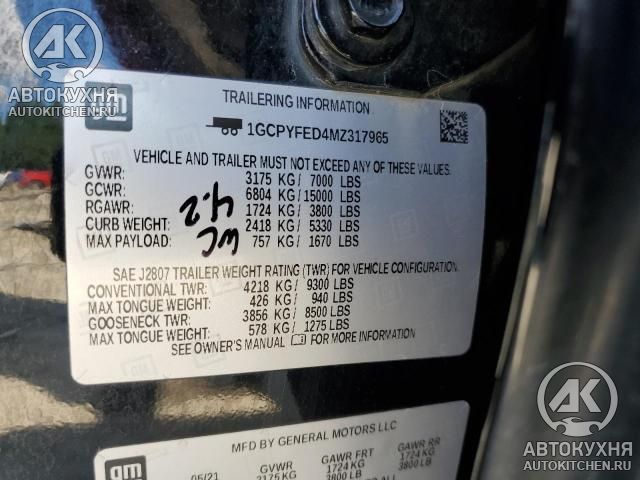 АК
АВТОКУХНЯ
AUTOKITCHEN.RU
gm
TRAILERING INFORMATION
1GCPYFED4MZ317965
VEHICLE AND TRAILER MUST NOT EXCEED ANY OF THESE VALUES.
GVWR: 3175 KG/ 7000 LBS
GCWR: 6804 KG/ 15000 LBS
RGAWR: 1724 KG/ 3800 LBS
CURB WEIGHT: 2418 KG/ 5330 LBS
MAX PAYLOAD: 757 KG/ 1670 LBS
4.2
WC
SAE J2807 TRAILER WEIGHT RATING (TWR) FOR VEHICLE CONFIGURATION.
CONVENTIONAL TWR: 4218 KG/ 9300 LBS
MAX TONGUE WEIGHT: 426 KG/ 940 LBS
GOOSENECK TWR: 3856 KG/ 8500 LBS
MAX TONGUE WEIGHT: 578 KG/ 1275 LBS
SEE OWNER'S MANUAL FOR MORE INFORMATION
gm
MFD BY GENERAL MOTORS LLC
05/21 GVWR GAWR FRT GAWR RR
3175 KG 1724 KG 1724 KG
3800 LB 3800 LB
АК
АВТОКУХНЯ
AUTOKITCHEN.RU